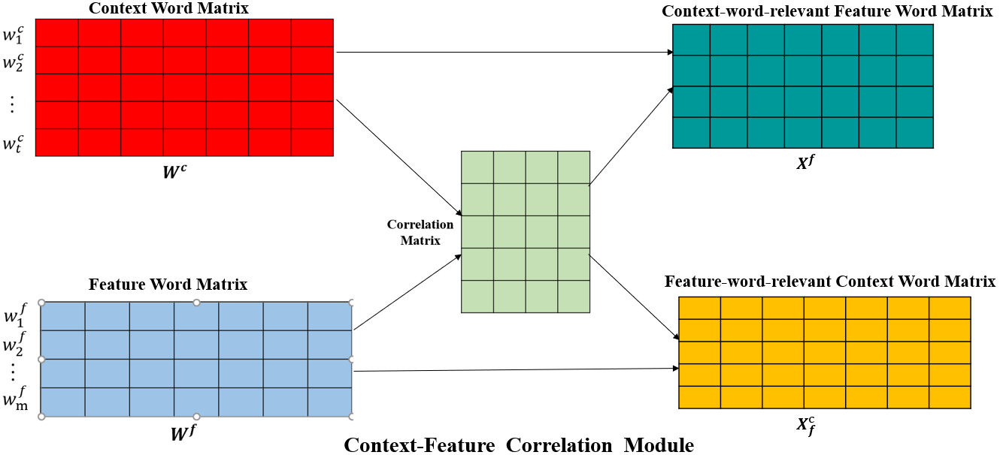 Context Word Matrix
w₁ᶜ
w₂ᶜ
⋮
wₜᶜ
Wᶜ
Context-word-relevant Feature Word Matrix
Xᶠ
Correlation
Matrix
Feature Word Matrix
w₁ᶠ
w₂ᶠ
⋮
wₘᶠ
Wᶠ
Feature-word-relevant Context Word Matrix
X_f^c
Context-Feature Correlation Module